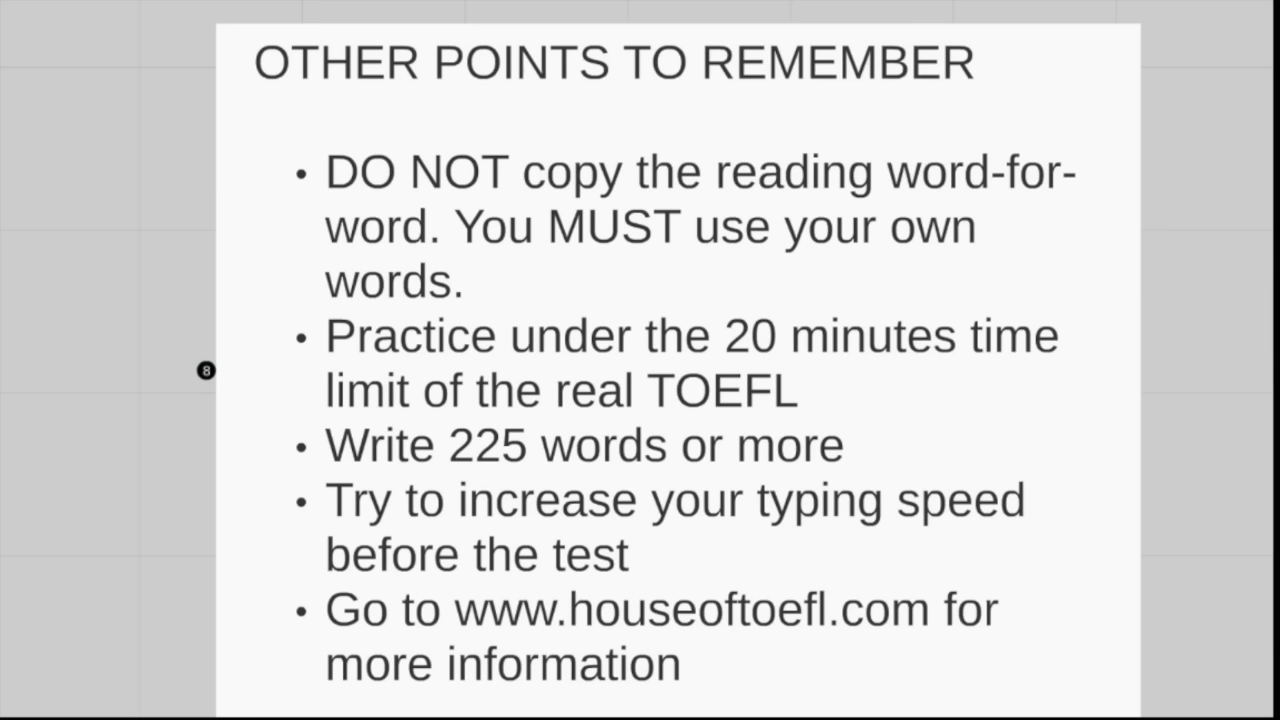 OTHER POINTS TO REMEMBER
• DO NOT copy the reading word-for-
word. You MUST use your own
words.
• Practice under the 20 minutes time
limit of the real TOEFL
• Write 225 words or more
• Try to increase your typing speed
before the test
• Go to www.houseoftoefl.com for
more information
8